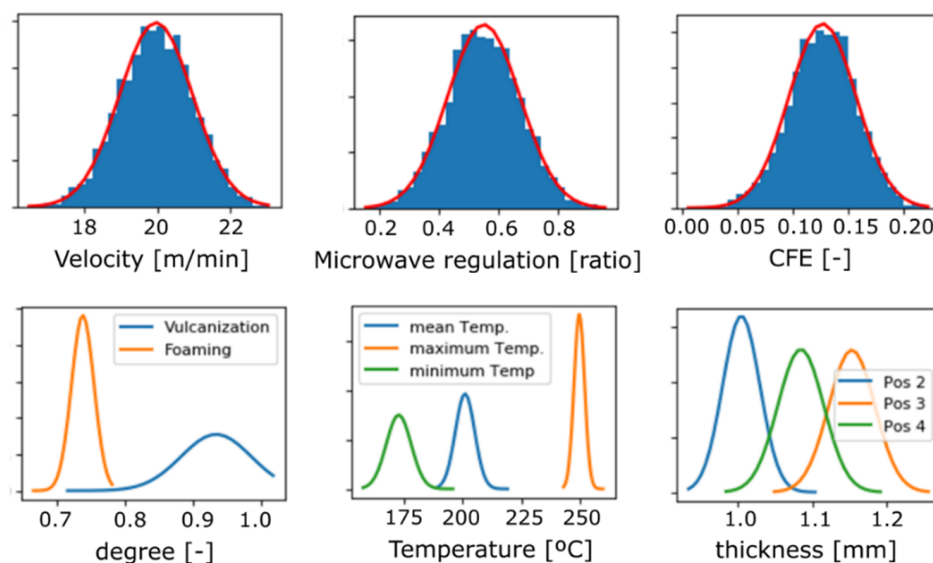 18 20 22
Velocity [m/min]
0.2 0.4 0.6 0.8
Microwave regulation [ratio]
0.00 0.05 0.10 0.15 0.20
CFE [-]
Vulcanization
Foaming
0.7 0.8 0.9 1.0
degree [-]
mean Temp.
maximum Temp.
minimum Temp
175 200 225 250
Temperature [ºC]
Pos 2
Pos 3
Pos 4
1.0 1.1 1.2
thickness [mm]